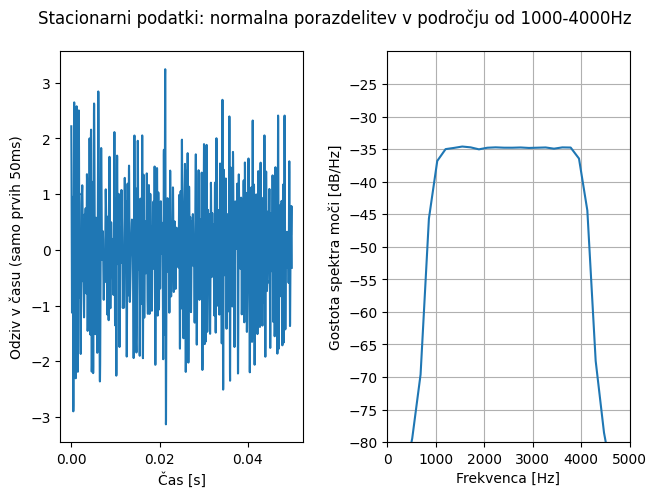 Stacionarni podatki: normalna porazdelitev v področju od 1000-4000Hz
Odziv v času (samo prvih 50ms)
3
2
1
0
−1
−2
−3
0.00 0.02 0.04
Čas [s]
Gostota spektra moči [dB/Hz]
−25
−30
−35
−40
−45
−50
−55
−60
−65
−70
−75
−80
0 1000 2000 3000 4000 5000
Frekvenca [Hz]